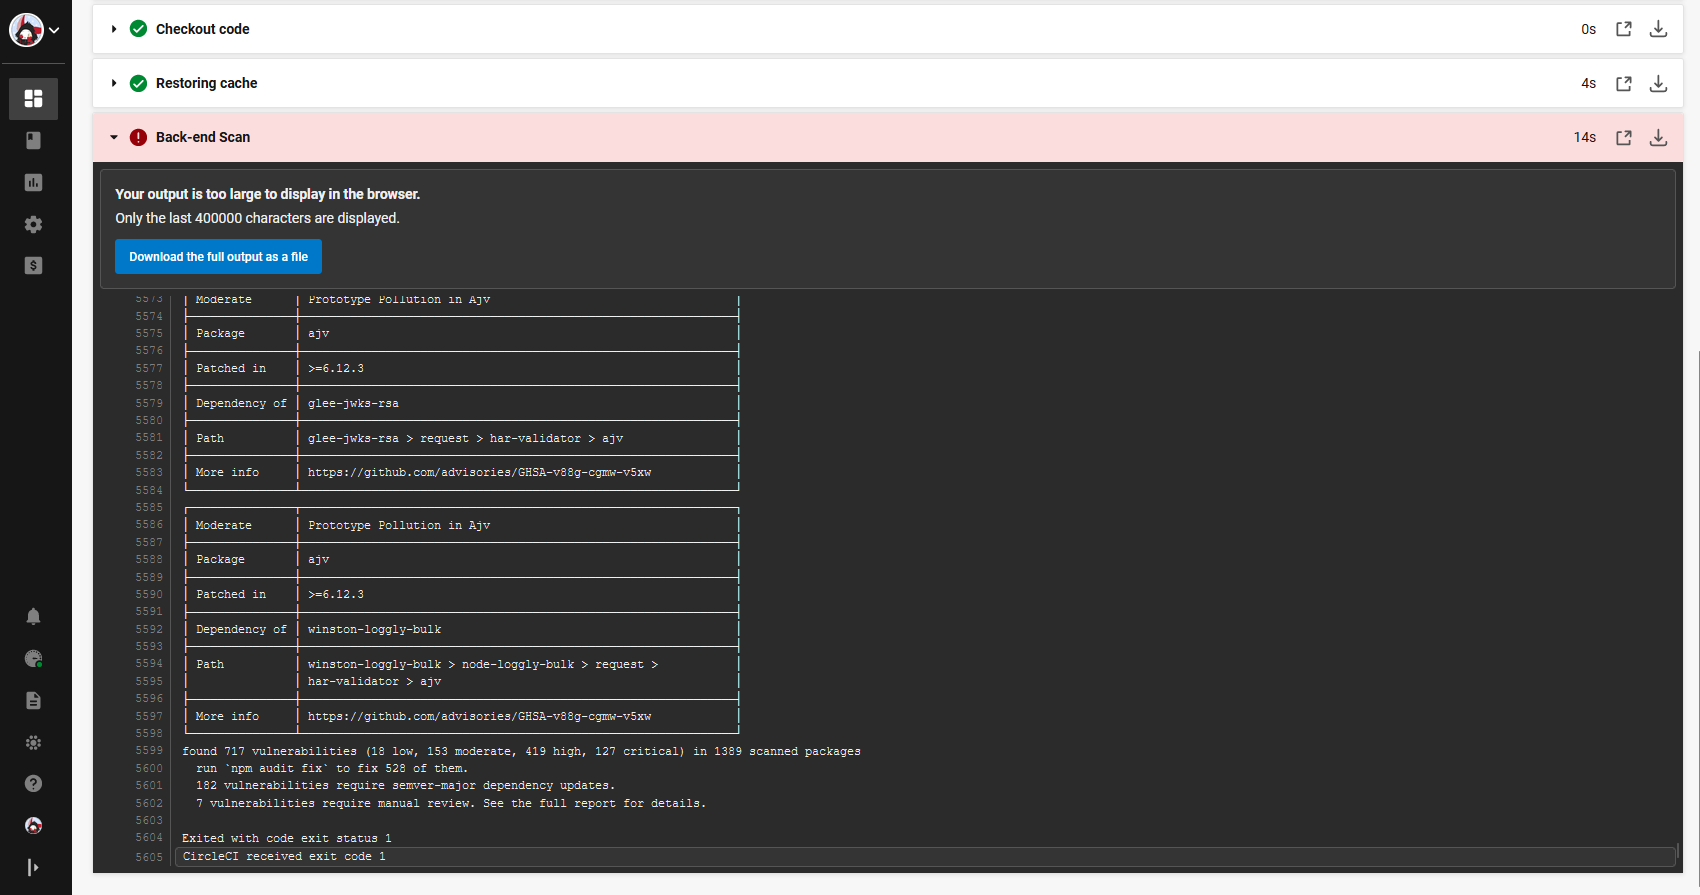 Checkout code
0s
Restoring cache
4s
Back-end Scan
14s
Your output is too large to display in the browser.
Only the last 400000 characters are displayed.
Download the full output as a file
5573 Moderate Prototype Pollution in Ajv
5574
5575 Package ajv
5576
5577 Patched in >=6.12.3
5578
5579 Dependency of glee-jwks-rsa
5580
5581 Path glee-jwks-rsa > request > har-validator > ajv
5582
5583 More info https://github.com/advisories/GHSA-v88g-cgmw-v5xw
5584
5585
5586 Moderate Prototype Pollution in Ajv
5587
5588 Package ajv
5589
5590 Patched in >=6.12.3
5591
5592 Dependency of winston-loggly-bulk
5593
5594 Path winston-loggly-bulk > node-loggly-bulk > request >
5595 har-validator > ajv
5596
5597 More info https://github.com/advisories/GHSA-v88g-cgmw-v5xw
5598
5599 found 717 vulnerabilities (18 low, 153 moderate, 419 high, 127 critical) in 1389 scanned packages
5600 run `npm audit fix` to fix 528 of them.
5601 182 vulnerabilities require semver-major dependency updates.
5602 7 vulnerabilities require manual review. See the full report for details.
5603
5604 Exited with code exit status 1
5605 CircleCI received exit code 1